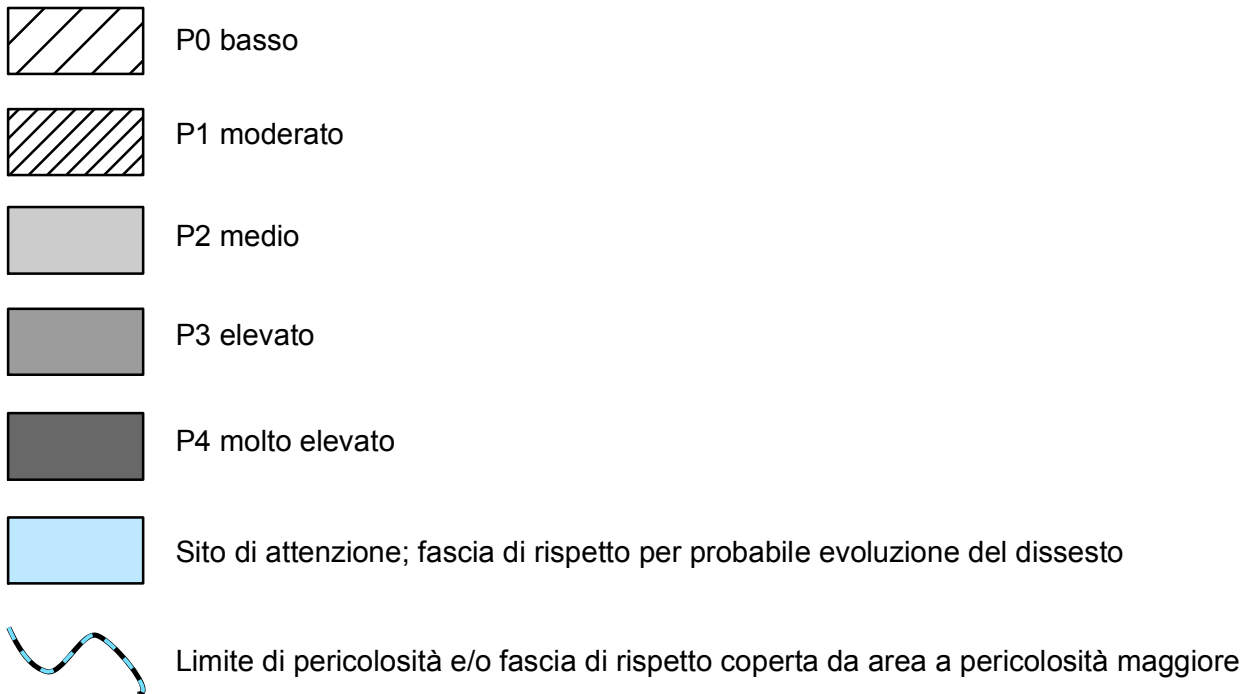 P0 basso
P1 moderato
P2 medio
P3 elevato
P4 molto elevato
Sito di attenzione; fascia di rispetto per probabile evoluzione del dissesto
Limite di pericolosità e/o fascia di rispetto coperta da area a pericolosità maggiore